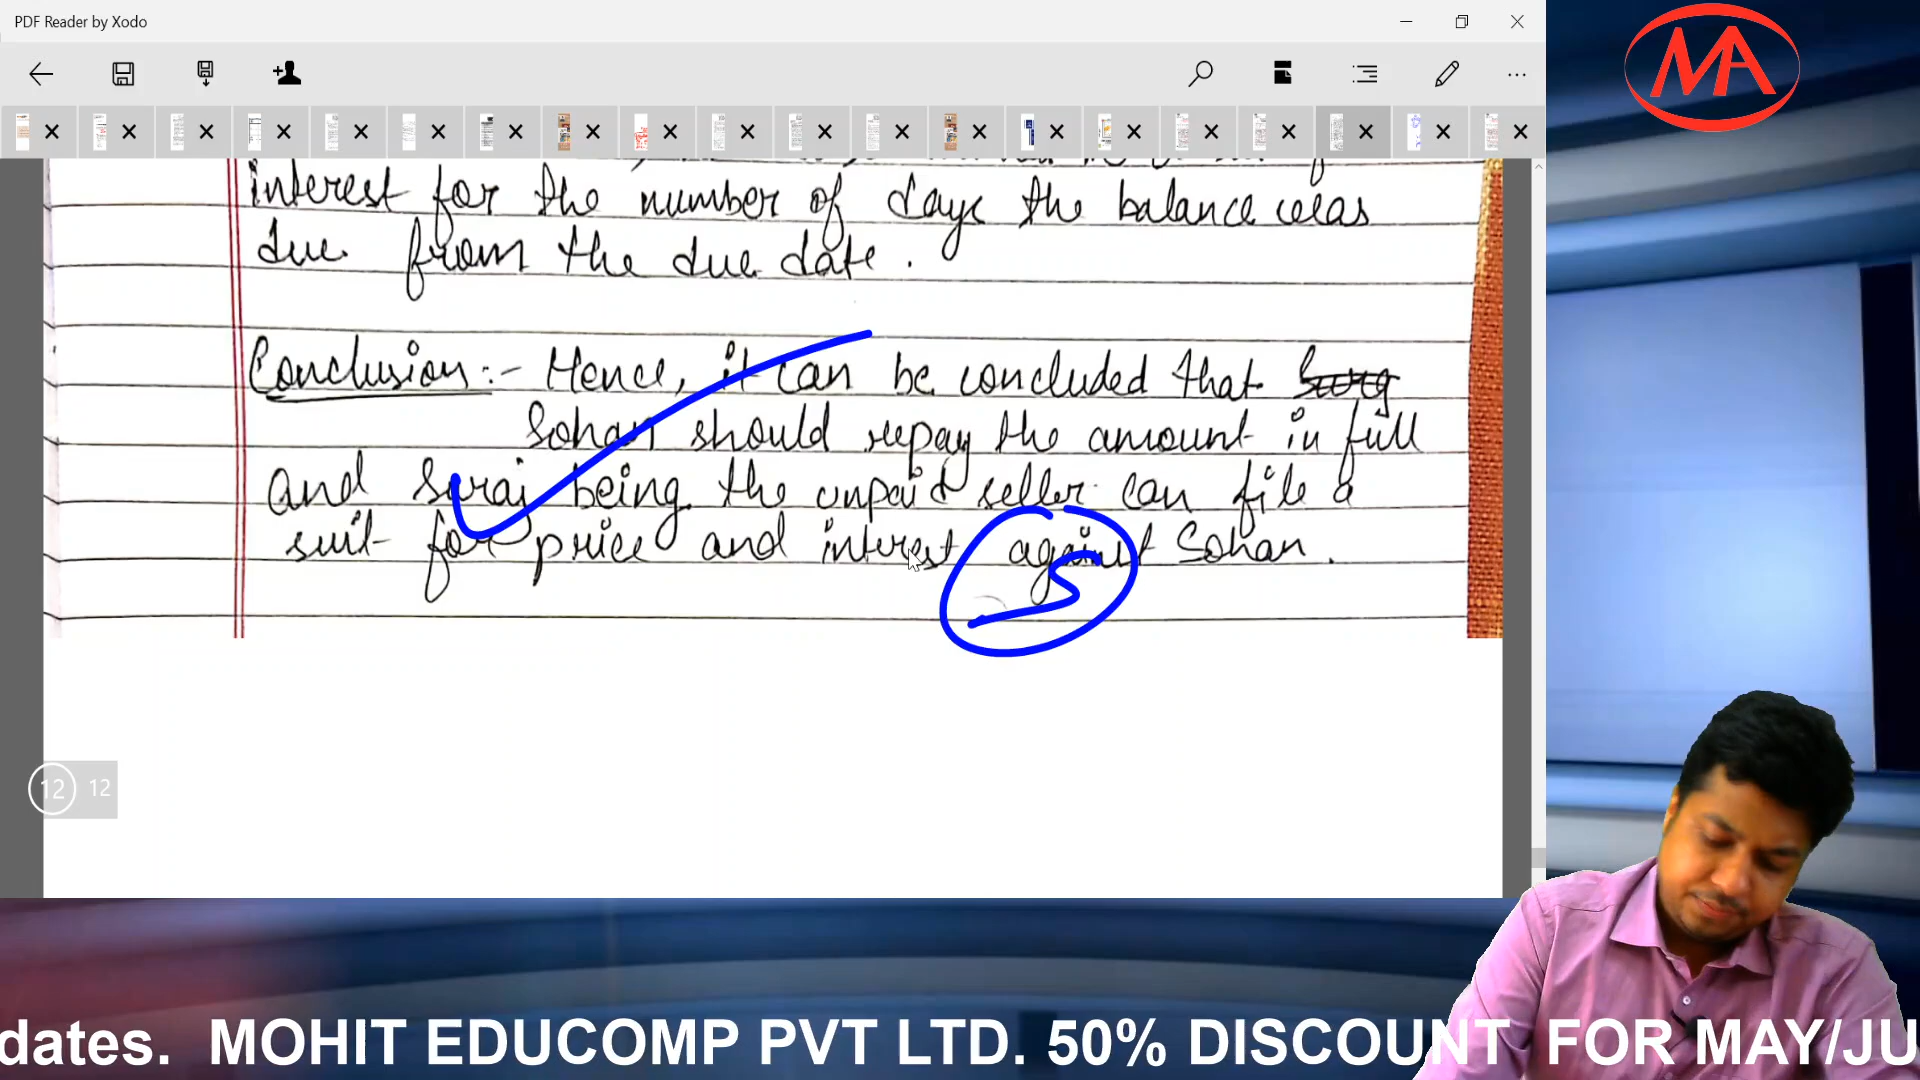 PDF Reader by Xodo
MA
interest for the number of days the balance was
due from the due date.
Conclusion :- Hence, it can be concluded that
Sohan should repay the amount in full
and Suraj being the unpaid seller can file a
suit for price and interest against Sohan.
5
12 12
dates. MOHIT EDUCOMP PVT LTD. 50% DISCOUNT FOR MAY/JU